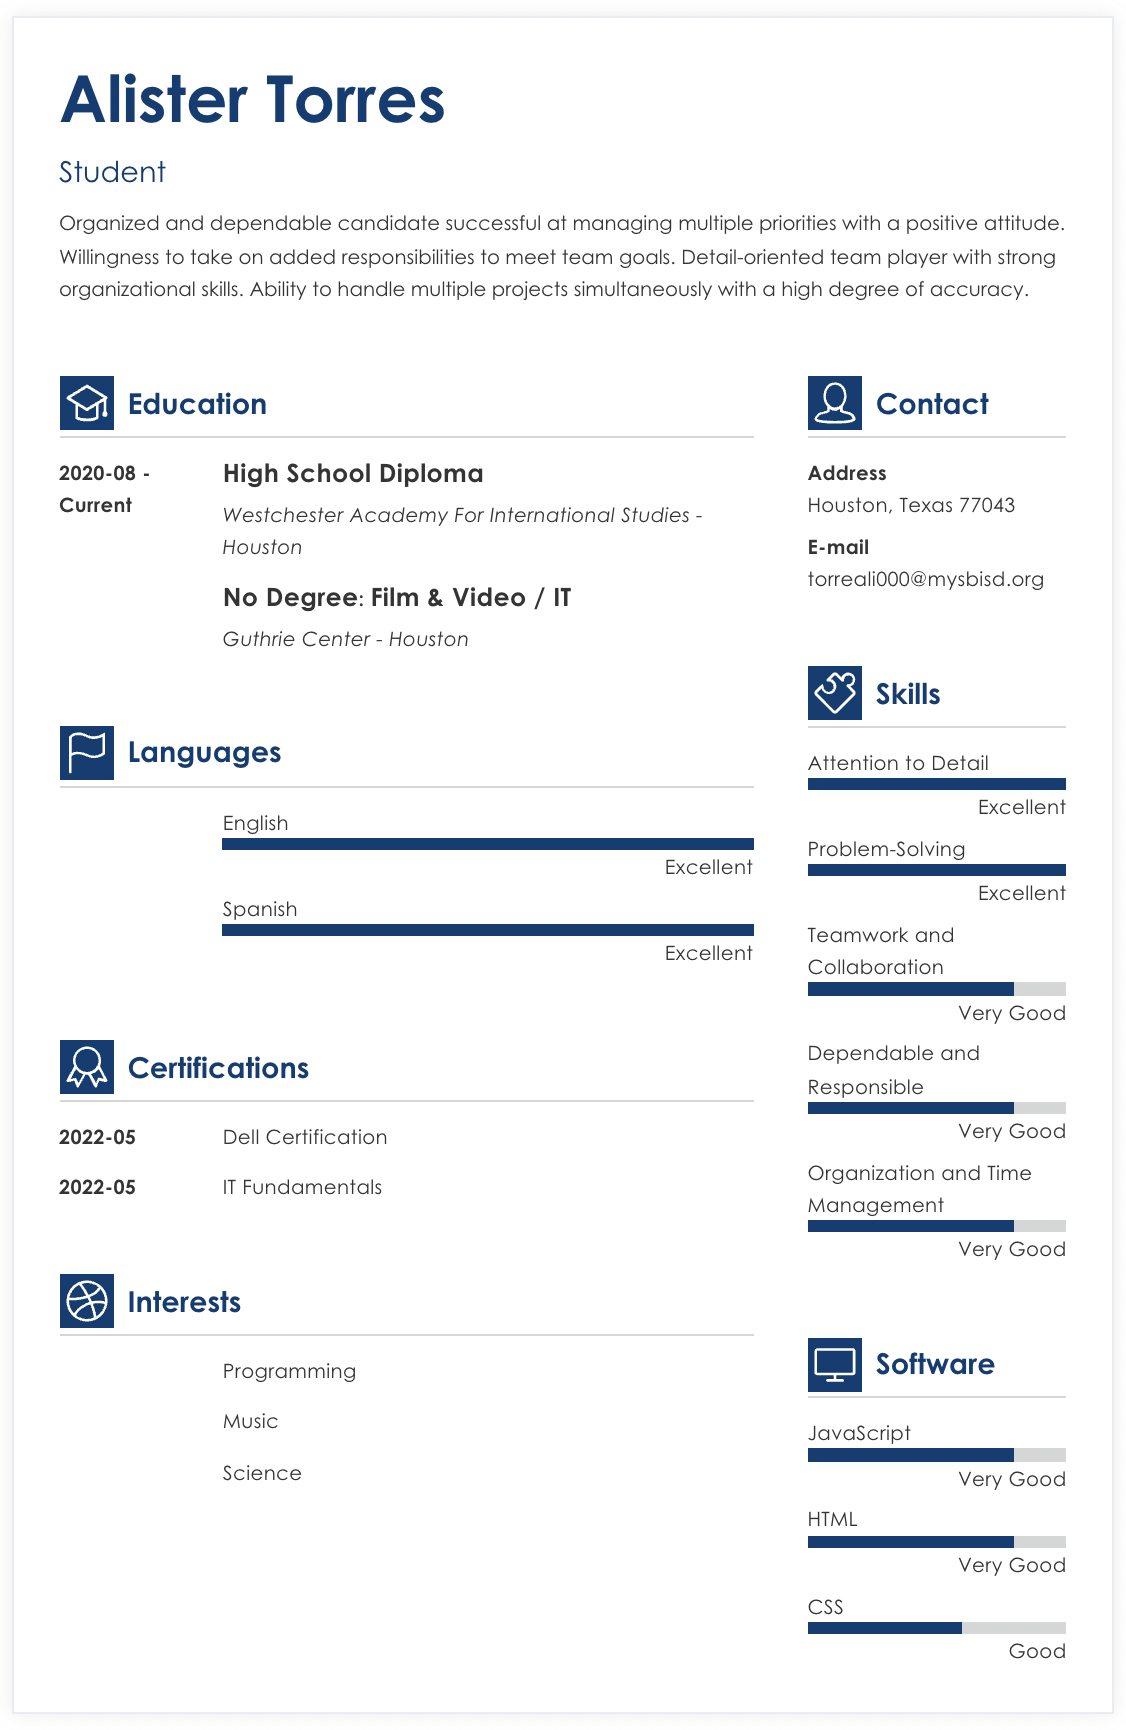 Alister Torres
Student
Organized and dependable candidate successful at managing multiple priorities with a positive attitude.
Willingness to take on added responsibilities to meet team goals. Detail-oriented team player with strong
organizational skills. Ability to handle multiple projects simultaneously with a high degree of accuracy.
Education
2020-08 -
Current
High School Diploma
Westchester Academy For International Studies -
Houston
No Degree: Film & Video / IT
Guthrie Center - Houston
Languages
English
Excellent
Spanish
Excellent
Certifications
2022-05 Dell Certification
2022-05 IT Fundamentals
Interests
Programming
Music
Science
Contact
Address
Houston, Texas 77043
E-mail
torreali000@mysbisd.org
Skills
Attention to Detail
Excellent
Problem-Solving
Excellent
Teamwork and
Collaboration
Very Good
Dependable and
Responsible
Very Good
Organization and Time
Management
Very Good
Software
JavaScript
Very Good
HTML
Very Good
CSS
Good